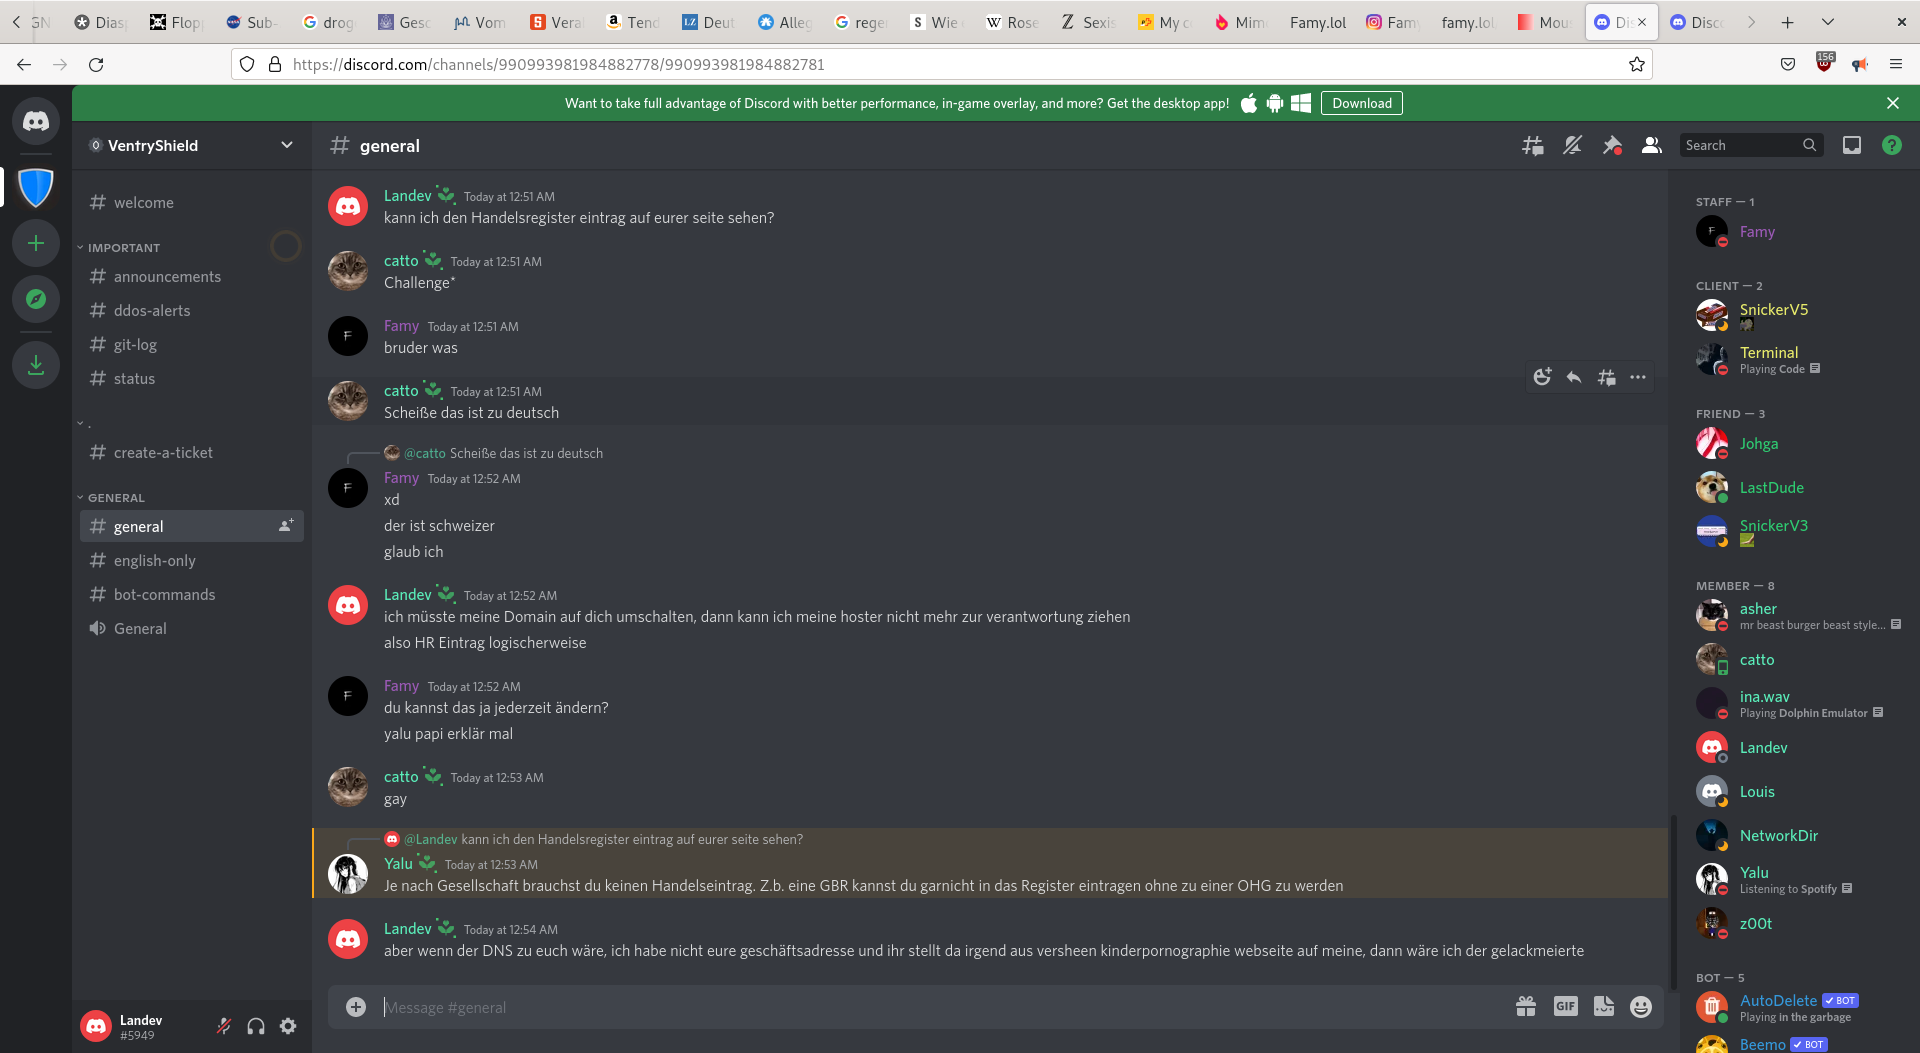 GN
Dias
Flop
Sub-
drog
Gesc
Vom
Vera
Tend
Deut
Alleg
reger
Wie
Rose
Sexis
My c
Mim
Famy.lol
Famy
famy.lol
Mou
Dis
Disc
https://discord.com/channels/990993981984882778/990993981984882781
156
Want to take full advantage of Discord with better performance, in-game overlay, and more? Get the desktop app!
Download
VentryShield
general
Search
welcome
IMPORTANT
announcements
ddos-alerts
git-log
status
.
create-a-ticket
GENERAL
general
english-only
bot-commands
General
Landev
#5949
Landev Today at 12:51 AM
kann ich den Handelsregister eintrag auf eurer seite sehen?
catto Today at 12:51 AM
Challenge*
Famy Today at 12:51 AM
bruder was
catto Today at 12:51 AM
Scheiße das ist zu deutsch
@catto Scheiße das ist zu deutsch
Famy Today at 12:52 AM
xd
der ist schweizer
glaub ich
Landev Today at 12:52 AM
ich müsste meine Domain auf dich umschalten, dann kann ich meine hoster nicht mehr zur verantwortung ziehen
also HR Eintrag logischerweise
Famy Today at 12:52 AM
du kannst das ja jederzeit ändern?
yalu papi erklär mal
catto Today at 12:53 AM
gay
@Landev kann ich den Handelsregister eintrag auf eurer seite sehen?
Yalu Today at 12:53 AM
Je nach Gesellschaft brauchst du keinen Handelseintrag. Z.b. eine GBR kannst du garnicht in das Register eintragen ohne zu einer OHG zu werden
Landev Today at 12:54 AM
aber wenn der DNS zu euch wäre, ich habe nicht eure geschäftsadresse und ihr stellt da irgend aus versheen kinderpornographie webseite auf meine, dann wäre ich der gelackmeierte
Message #general
GIF
STAFF — 1
F
Famy
CLIENT — 2
SnickerV5
Terminal
Playing Code
FRIEND — 3
Johga
LastDude
SnickerV3
MEMBER — 8
asher
mr beast burger beast style...
catto
ina.wav
Playing Dolphin Emulator
Landev
Louis
NetworkDir
Yalu
Listening to Spotify
z00t
BOT — 5
AutoDelete BOT
Playing in the garbage
Beemo BOT